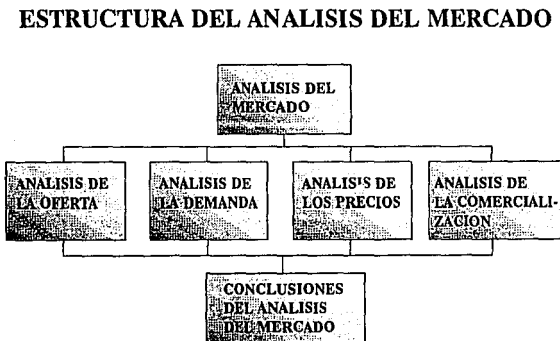 ESTRUCTURA DEL ANALISIS DEL MERCADO
ANALISIS DEL
MERCADO
ANALISIS DE
LA OFERTA
ANALISIS DE
LA DEMANDA
ANALISIS DE
LOS PRECIOS
ANALISIS DE
LA COMERCIALI-
ZACION
CONCLUSIONES
DEL ANALISIS
DEL MERCADO